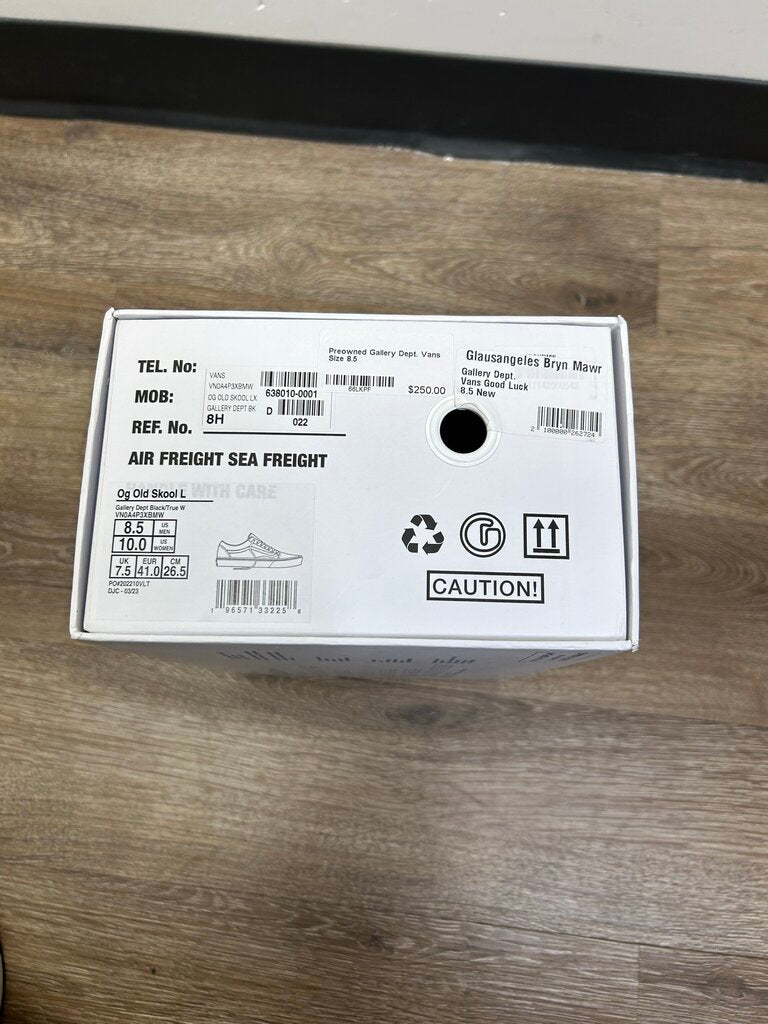 TEL. No:
MOB:
REF. No.
VANS
VN0A4P3XBMW
OG OLD SKOOL LX
GALLERY DEPT BK
8H
638010-0001
D
022
Preowned Gallery Dept. Vans
Size 8.5
66LKPF
$250.00
Glausangeles Bryn Mawr
Gallery Dept.
Vans Good Luck
8.5 New
2 100000 262724
AIR FREIGHT SEA FREIGHT
HANDLE WITH CARE
Og Old Skool L
Gallery Dept Black/True W
VN0A4P3XBMW
8.5 US MEN
10.0 US WOMEN
UK EUR CM
7.5 41.0 26.5
PO#202210VLT
DJC - 03/23
1 96571 33225 8
CAUTION!